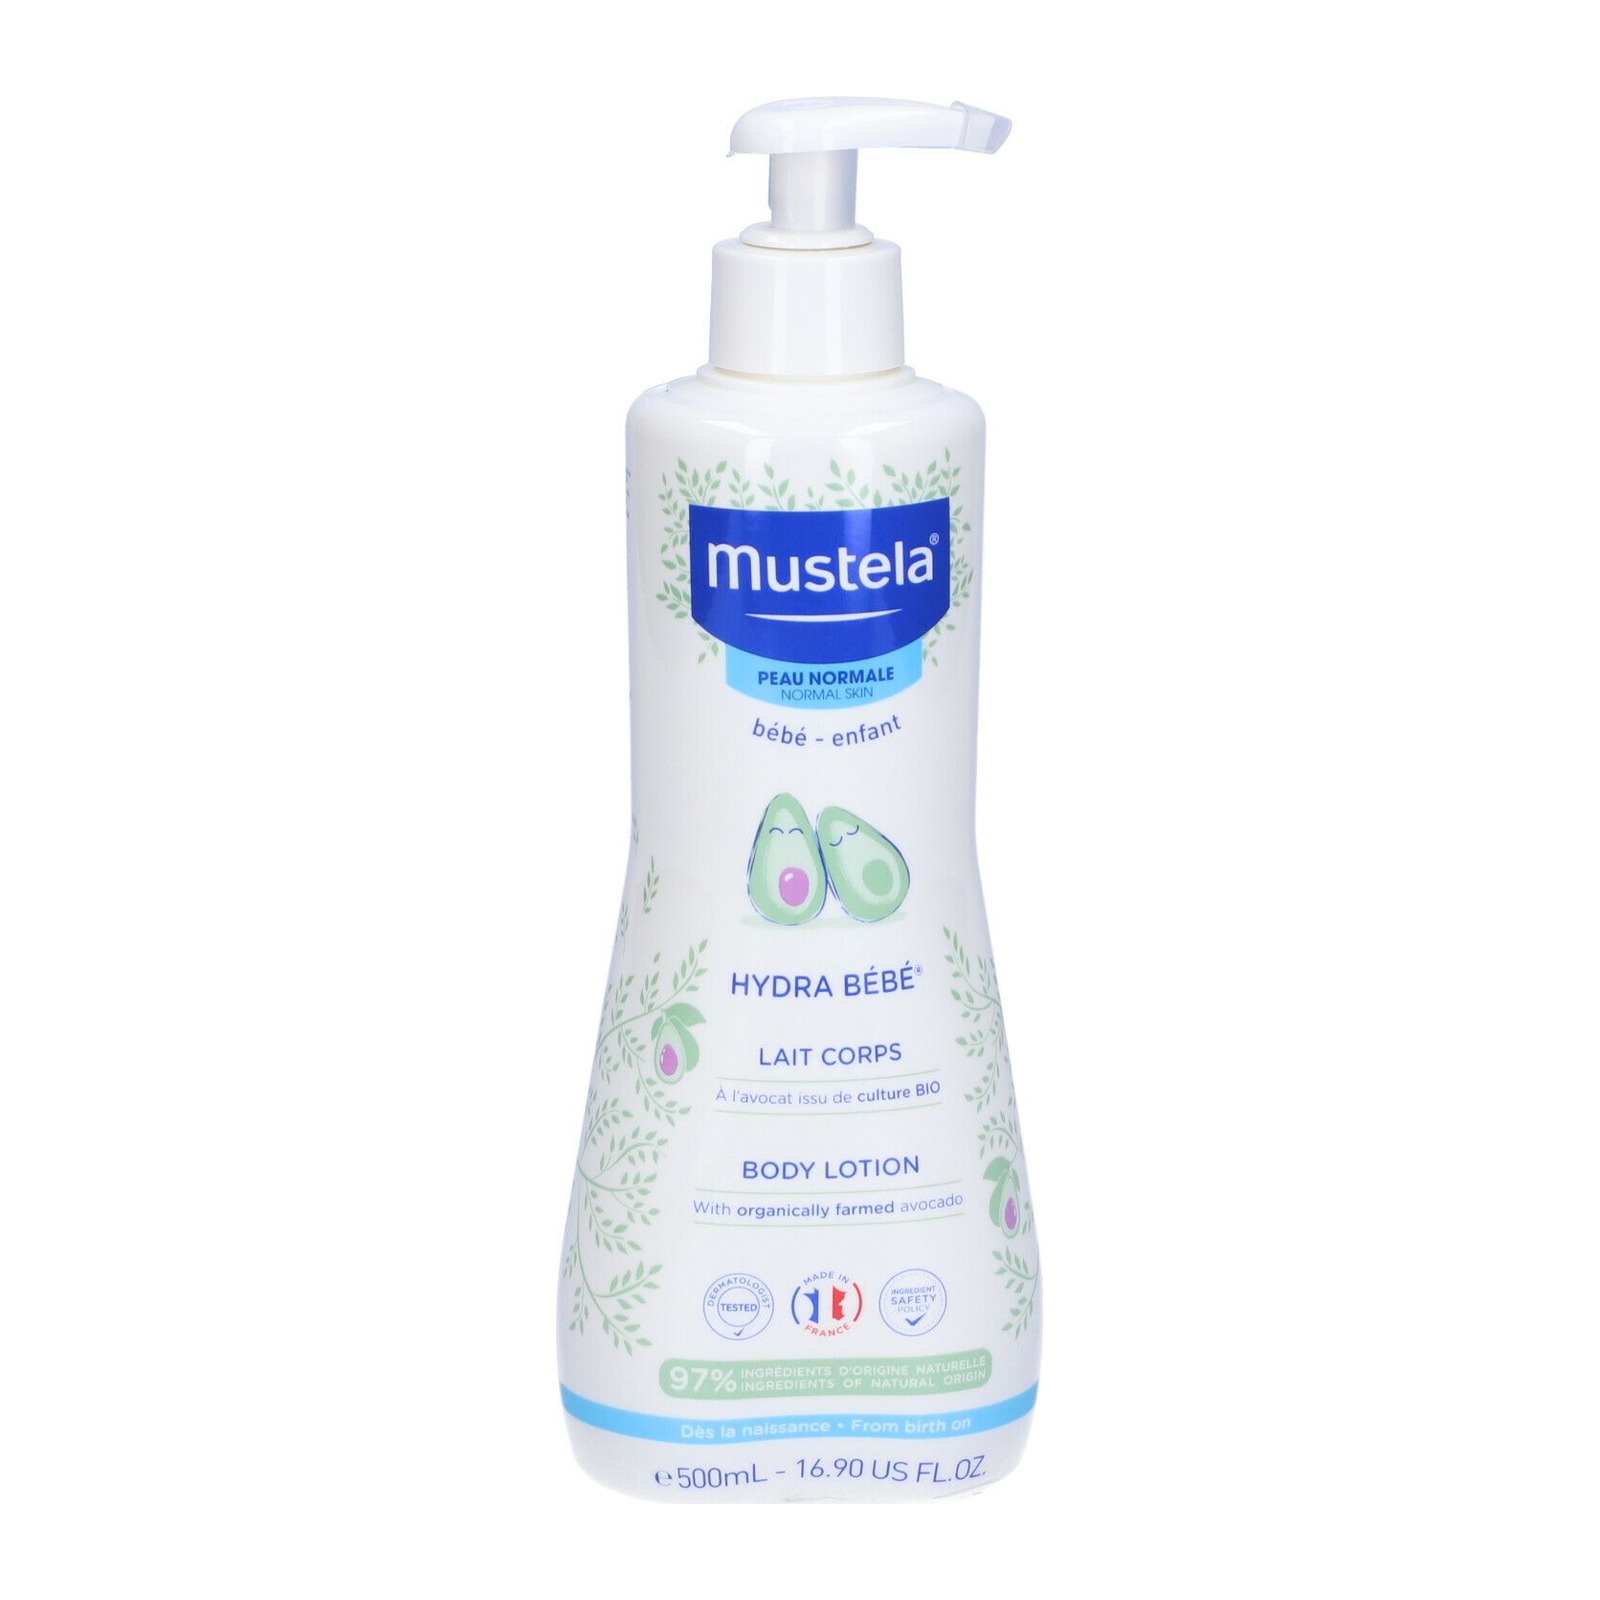 mustela®
PEAU NORMALE
NORMAL SKIN
bébé - enfant
HYDRA BÉBÉ®
LAIT CORPS
À l'avocat issu de culture BIO
BODY LOTION
With organically farmed avocado
DERMATOLOGIST
TESTED
MADE IN
FRANCE
INGREDIENT
SAFETY
POLICY
97% INGRÉDIENTS D'ORIGINE NATURELLE
INGREDIENTS OF NATURAL ORIGIN
Dès la naissance • From birth on
℮ 500mL - 16.90 US FL.OZ.